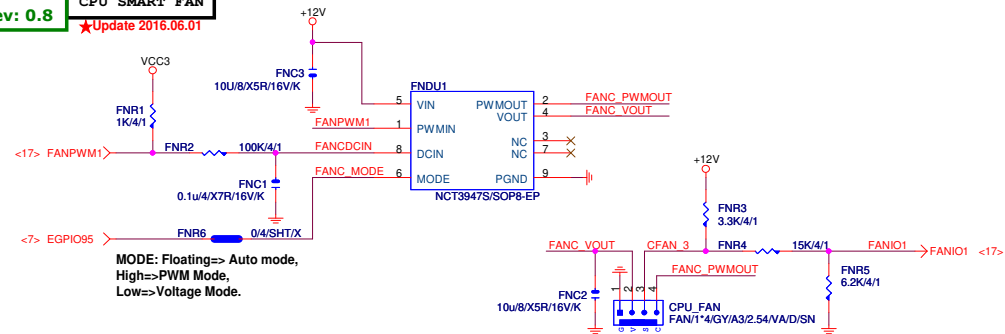 ev: 0.8
CPU SMART FAN
★Update 2016.06.01
+12V
VCC3
FNC3
10U/8/X5R/16V/K
FNDU1
FNR1
1K/4/1
5 VIN
PWMOUT 2 FANC_PWMOUT
VOUT 4 FANC_VOUT
FANPWM1 1 PWMIN
NC 3
NC 7
<17> FANPWM1
FNR2 100K/4/1
FANCDCIN 8 DCIN
FANC_MODE 6 MODE
PGND 9
FNC1
0.1u/4/X7R/16V/K
NCT3947S/SOP8-EP
+12V
FNR3
3.3K/4/1
<7> EGPIO95
FNR6 0/4/SHT/X
FANC_VOUT
CFAN_3
FNR4 15K/4/1
FANIO1
FANIO1 <17>
MODE: Floating=> Auto mode,
High=>PWM Mode,
Low=>Voltage Mode.
FANC_PWMOUT
FNR5
6.2K/4/1
FNC2
10u/8/X5R/16V/K
1 2 3 4
G V S C
CPU_FAN
FAN/1*4/GY/A3/2.54/VA/D/SN